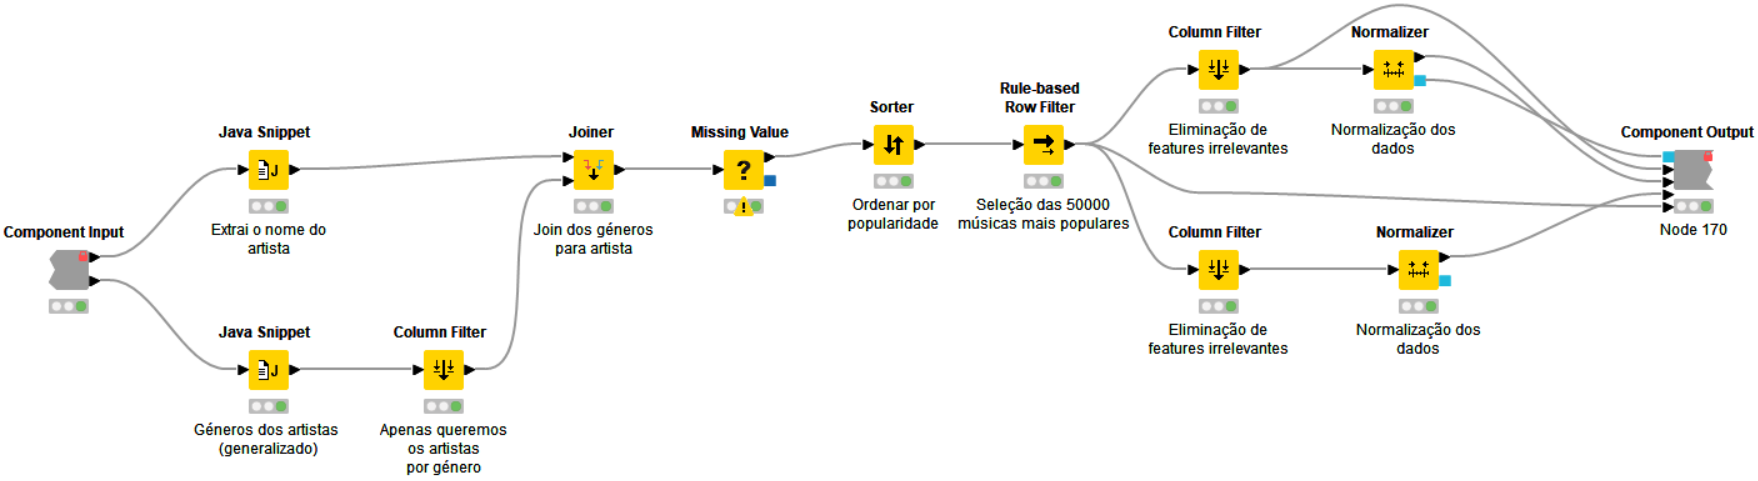 Component Input
Java Snippet
Extrai o nome do
artista
Java Snippet
Géneros dos artistas
(generalizado)
Column Filter
Apenas queremos
os artistas
por género
Joiner
Join dos géneros
para artista
Missing Value
?
Sorter
Ordenar por
popularidade
Rule-based
Row Filter
Seleção das 50000
músicas mais populares
Column Filter
Eliminação de
features irrelevantes
Normalizer
Normalização dos
dados
Column Filter
Eliminação de
features irrelevantes
Normalizer
Normalização dos
dados
Component Output
Node 170